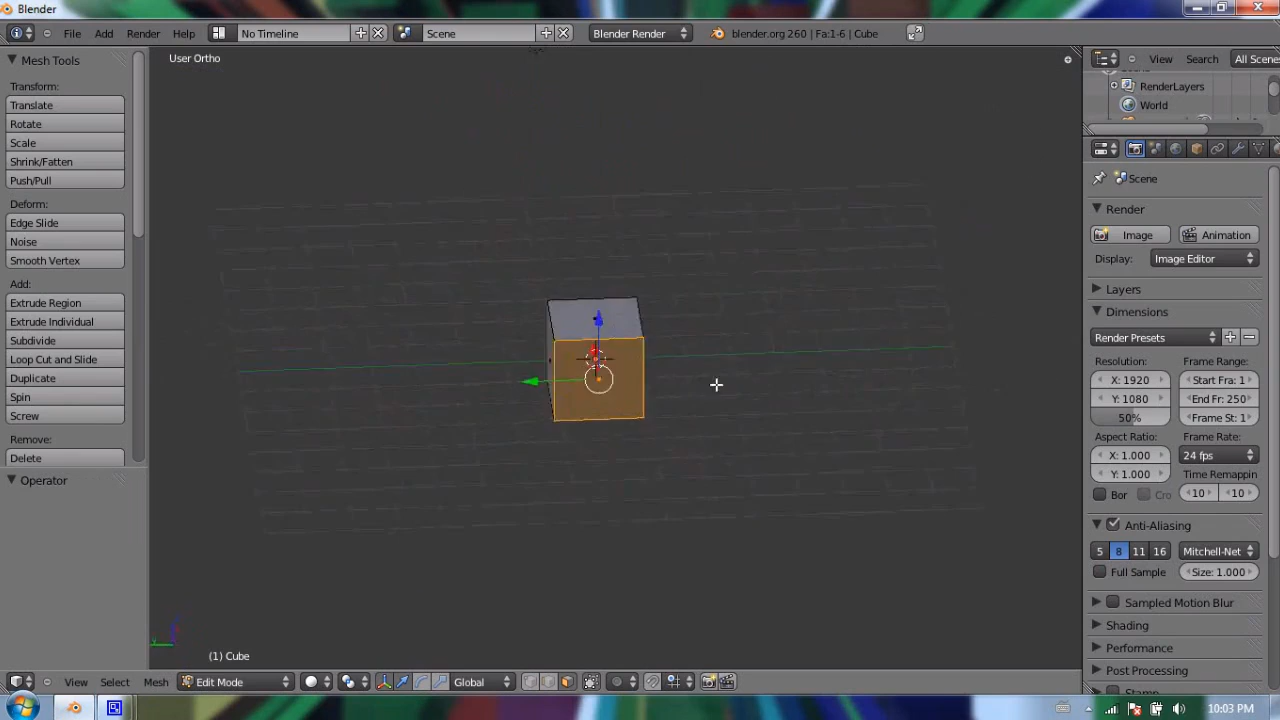 Blender
File Add Render Help No Timeline Scene Blender Render blender.org 260 | Fa:1-6 | Cube
View Search All Scene
RenderLayers
World
Mesh Tools
Transform:
Translate
Rotate
Scale
Shrink/Fatten
Push/Pull
Deform:
Edge Slide
Noise
Smooth Vertex
Add:
Extrude Region
Extrude Individual
Subdivide
Loop Cut and Slide
Duplicate
Spin
Screw
Remove:
Delete
Operator
User Ortho
(1) Cube
Scene
Render
Image Animation
Display: Image Editor
Layers
Dimensions
Render Presets
Resolution: Frame Range:
X: 1920 Start Fra: 1
Y: 1080 End Fr: 250
50% Frame St: 1
Aspect Ratio: Frame Rate:
X: 1.000 24 fps
Y: 1.000 Time Remappin
Bor Cro 10 10
Anti-Aliasing
5 8 11 16 Mitchell-Net
Full Sample Size: 1.000
Sampled Motion Blur
Shading
Performance
Post Processing
Stamp
View Select Mesh Edit Mode Global
10:03 PM